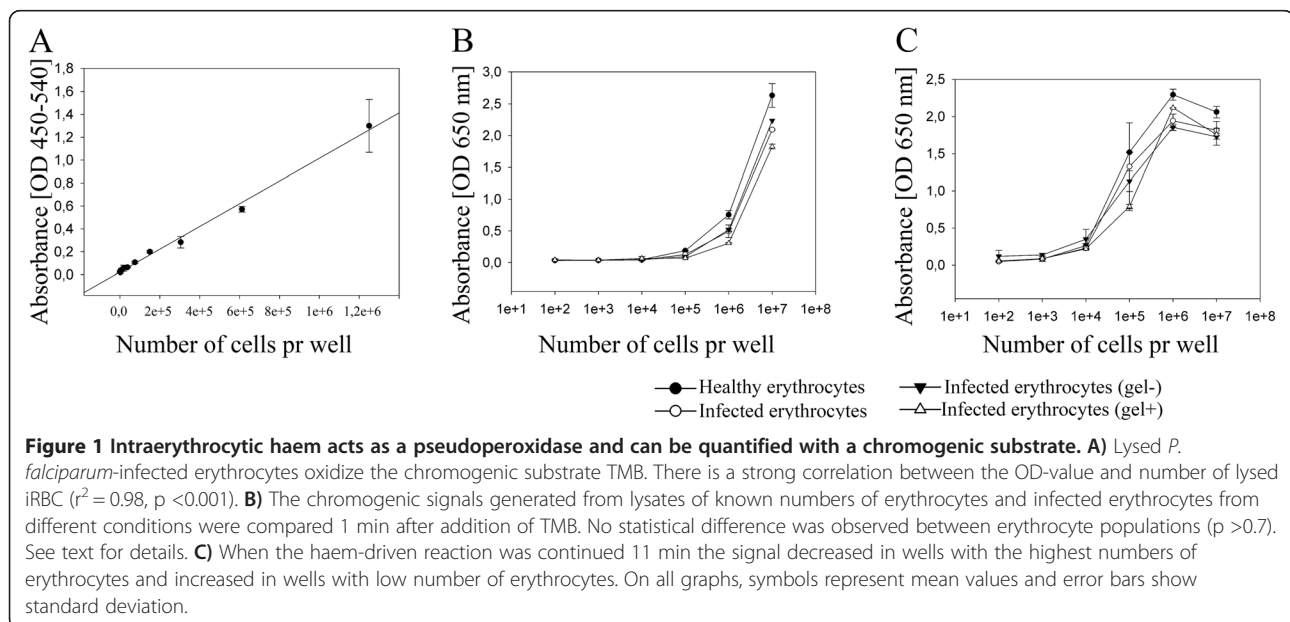 A
B
C
Absorbance [OD 450-540]
1,8
1,6
1,4
1,2
1,0
0,8
0,6
0,4
0,2
0,0
0,0 2e+5 4e+5 6e+5 8e+5 1e+6 1,2e+6
Number of cells pr well
Absorbance [OD 650 nm]
3,0
2,5
2,0
1,5
1,0
0,5
0,0
1e+1 1e+2 1e+3 1e+4 1e+5 1e+6 1e+7 1e+8
Number of cells pr well
Absorbance [OD 650 nm]
2,5
2,0
1,5
1,0
0,5
0,0
1e+1 1e+2 1e+3 1e+4 1e+5 1e+6 1e+7 1e+8
Number of cells pr well
Healthy erythrocytes
Infected erythrocytes (gel-)
Infected erythrocytes
Infected erythrocytes (gel+)
Figure 1 Intraerythrocytic haem acts as a pseudoperoxidase and can be quantified with a chromogenic substrate. A) Lysed P.
falciparum-infected erythrocytes oxidize the chromogenic substrate TMB. There is a strong correlation between the OD-value and number of lysed
iRBC (r² = 0.98, p <0.001). B) The chromogenic signals generated from lysates of known numbers of erythrocytes and infected erythrocytes from
different conditions were compared 1 min after addition of TMB. No statistical difference was observed between erythrocyte populations (p >0.7).
See text for details. C) When the haem-driven reaction was continued 11 min the signal decreased in wells with the highest numbers of
erythrocytes and increased in wells with low number of erythrocytes. On all graphs, symbols represent mean values and error bars show
standard deviation.